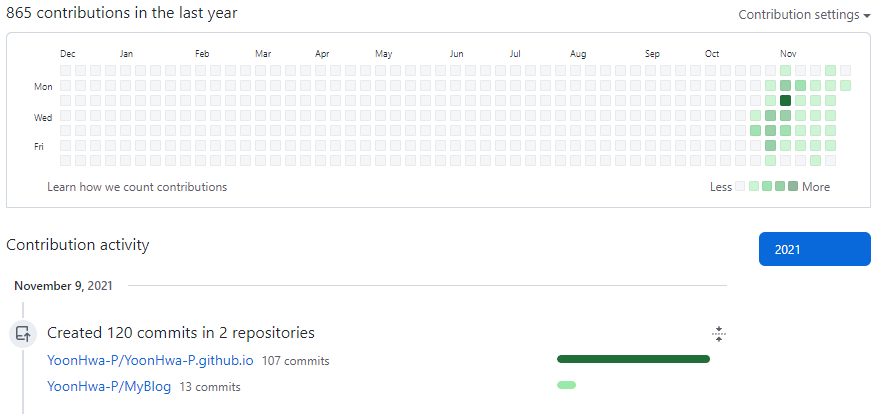 865 contributions in the last year
Contribution settings
Dec Jan Feb Mar Apr May Jun Jul Aug Sep Oct Nov
Mon
Wed
Fri
Learn how we count contributions
Less More
Contribution activity
2021
November 9, 2021
Created 120 commits in 2 repositories
YoonHwa-P/YoonHwa-P.github.io 107 commits
YoonHwa-P/MyBlog 13 commits